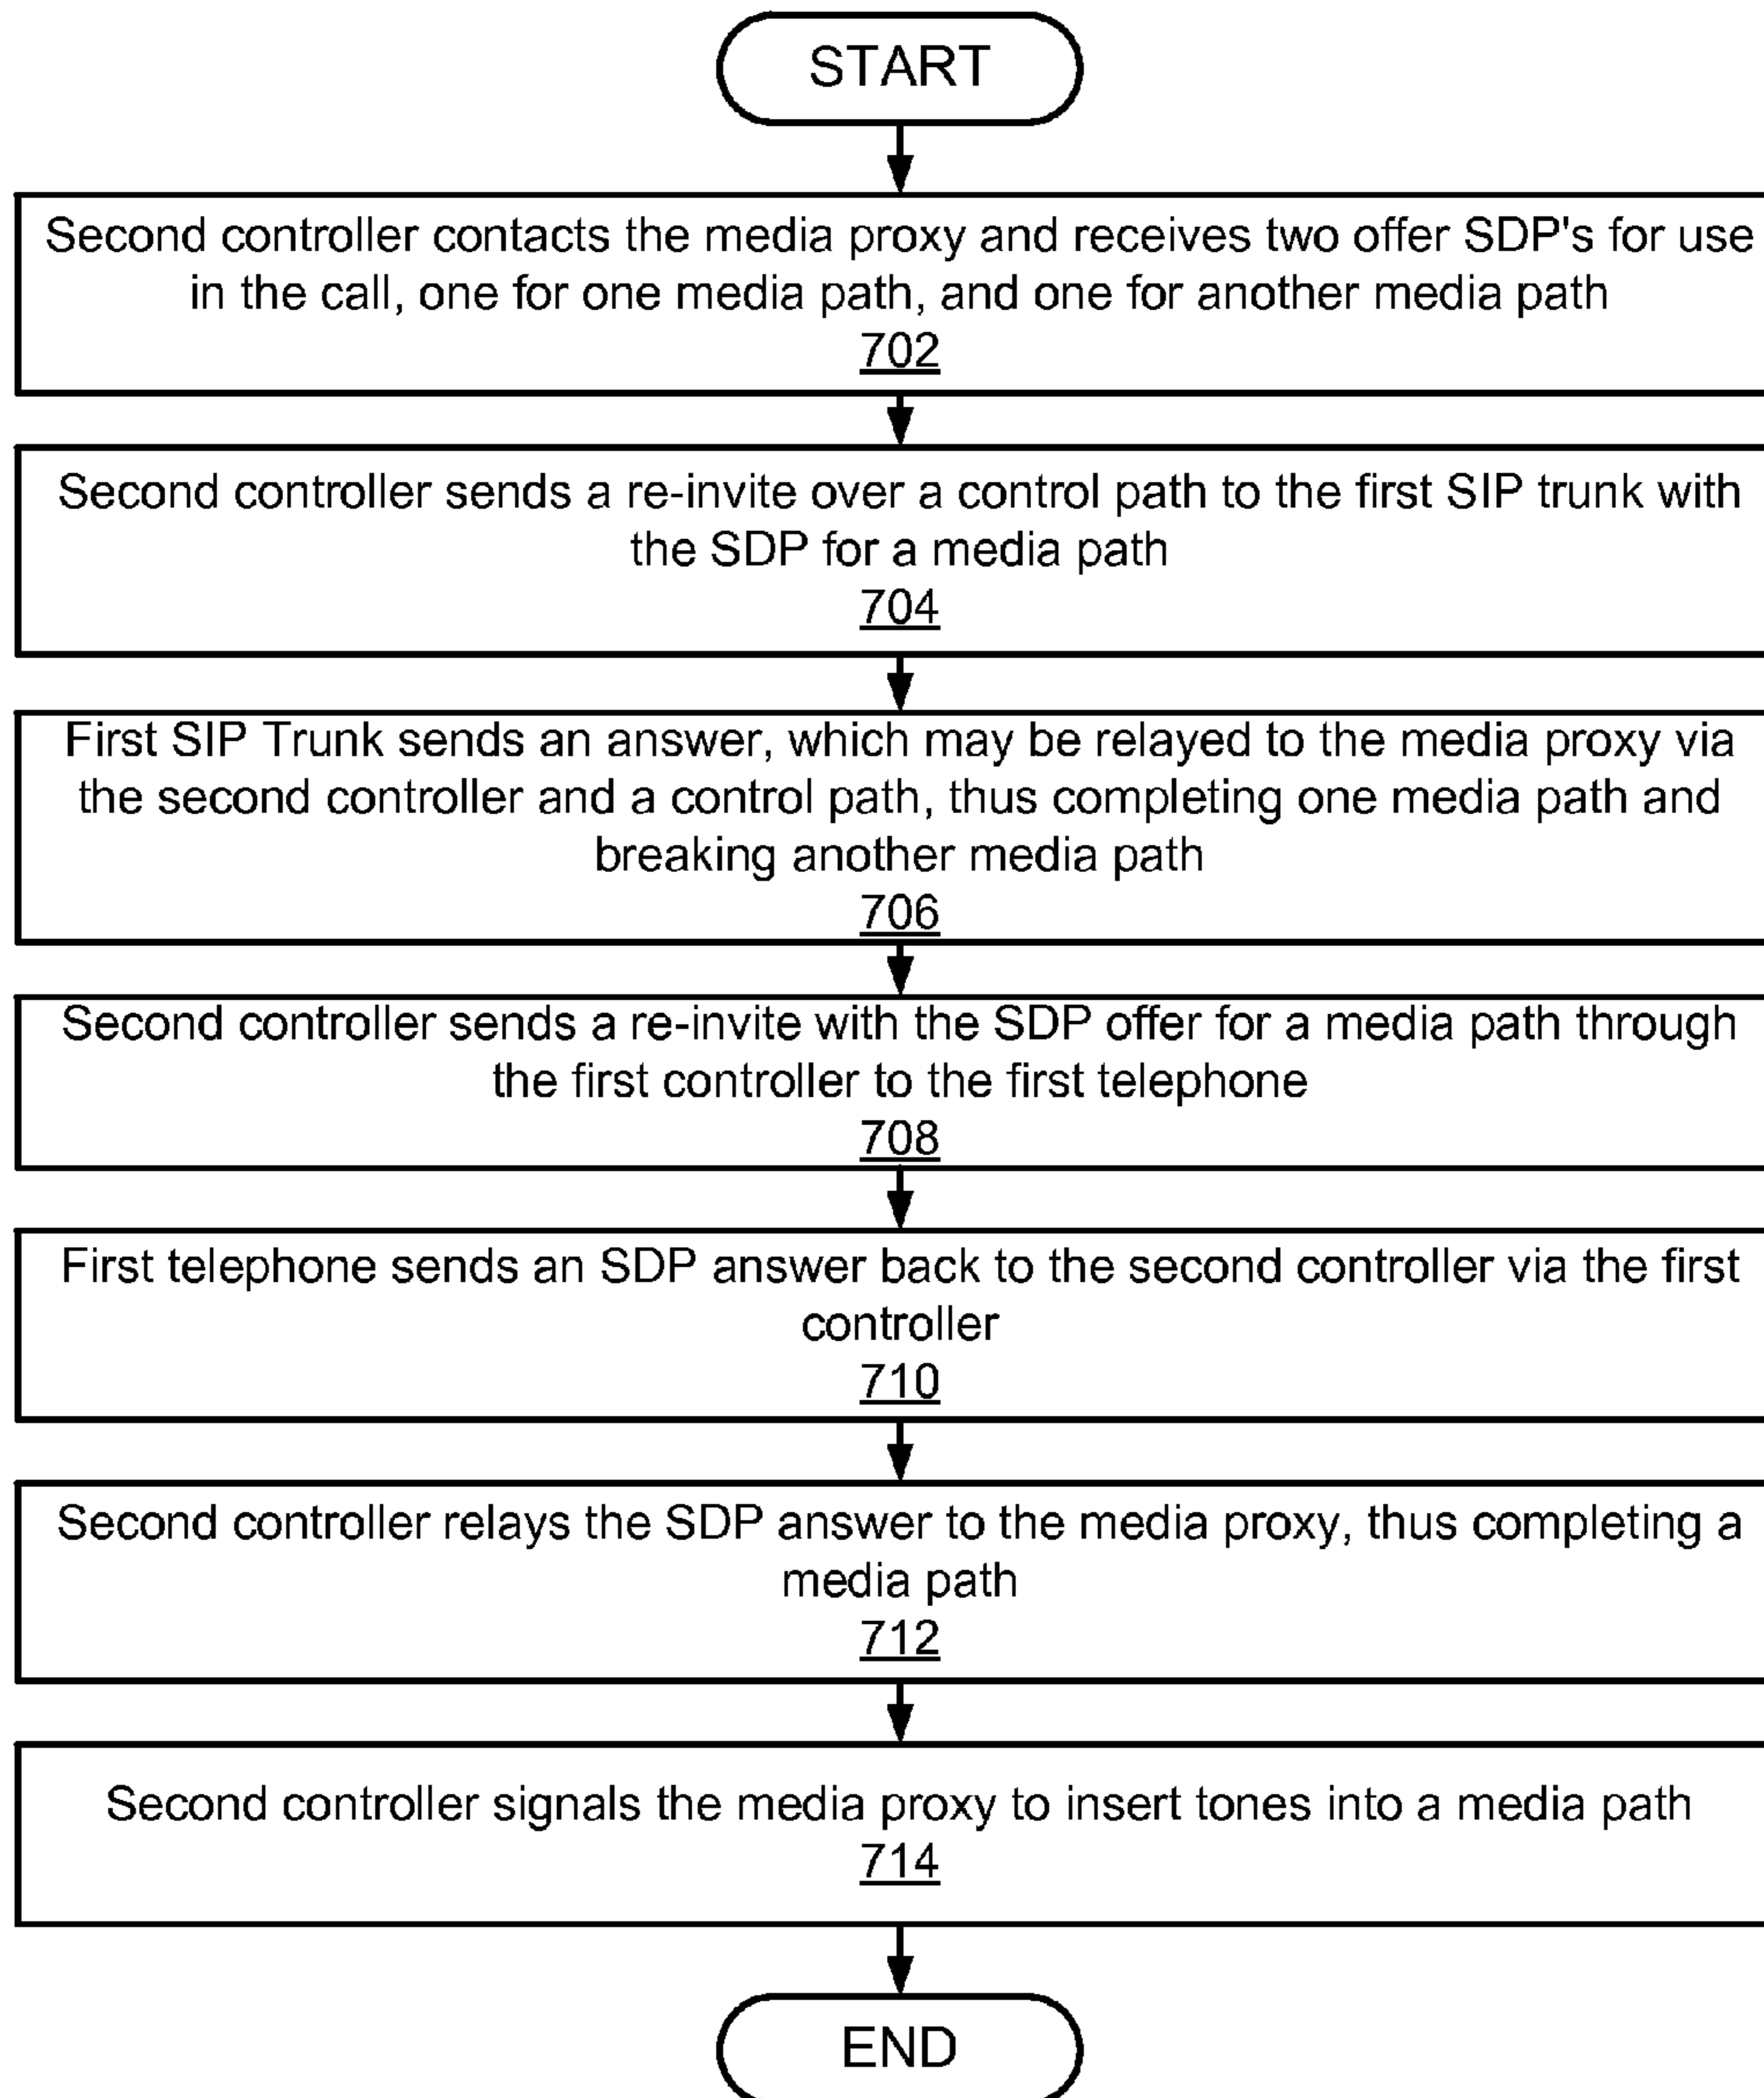 START
Second controller contacts the media proxy and receives two offer SDP's for use
in the call, one for one media path, and one for another media path
702
Second controller sends a re-invite over a control path to the first SIP trunk with
the SDP for a media path
704
First SIP Trunk sends an answer, which may be relayed to the media proxy via
the second controller and a control path, thus completing one media path and
breaking another media path
706
Second controller sends a re-invite with the SDP offer for a media path through
the first controller to the first telephone
708
First telephone sends an SDP answer back to the second controller via the first
controller
710
Second controller relays the SDP answer to the media proxy, thus completing a
media path
712
Second controller signals the media proxy to insert tones into a media path
714
END